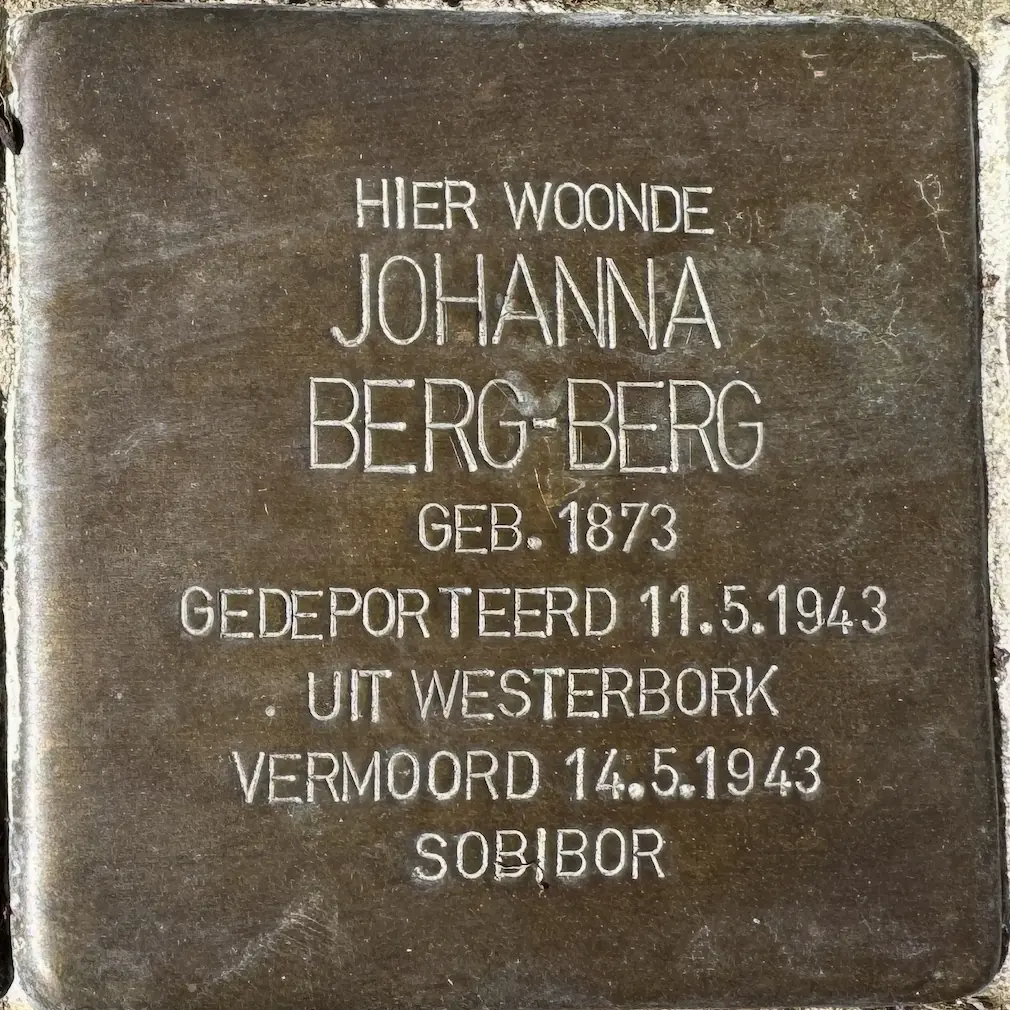 HIER WOONDE
JOHANNA
BERG-BERG
GEB. 1873
GEDEPORTEERD 11.5.1943
UIT WESTERBORK
VERMOORD 14.5.1943
SOBIBOR